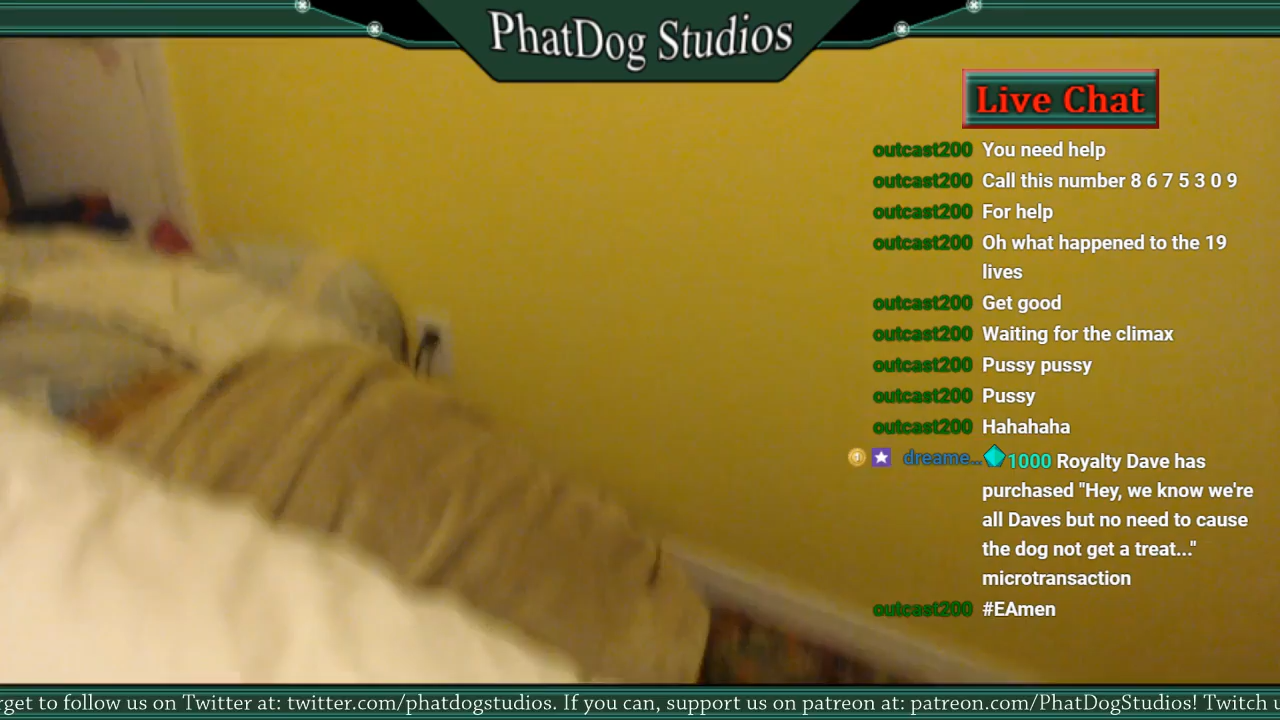 PhatDog Studios
Live Chat
outcast200 You need help
outcast200 Call this number 8 6 7 5 3 0 9
outcast200 For help
outcast200 Oh what happened to the 19
lives
outcast200 Get good
outcast200 Waiting for the climax
outcast200 Pussy pussy
outcast200 Pussy
outcast200 Hahahaha
dreame... 1000 Royalty Dave has
purchased "Hey, we know we're
all Daves but no need to cause
the dog not get a treat..."
microtransaction
outcast200 #EAmen
rget to follow us on Twitter at: twitter.com/phatdogstudios. If you can, support us on patreon at: patreon.com/PhatDogStudios! Twitch u